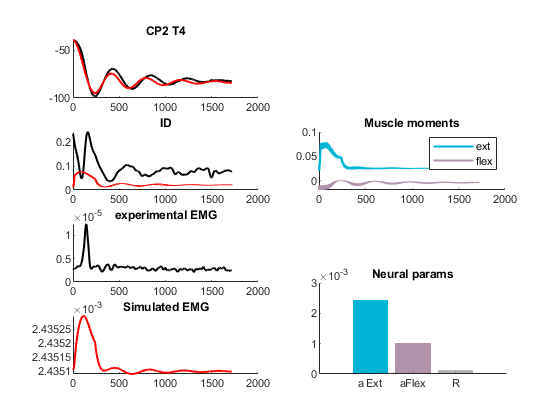 CP2 T4
-50
-100
0 500 1000 1500 2000
ID
0.2
0.1
0
0 500 1000 1500 2000
Muscle moments
0.1
0.05
0
ext
flex
0 500 1000 1500 2000
experimental EMG
×10-5
1
0.5
0
0 500 1000 1500 2000
Simulated EMG
×10-3
2.43525
2.4352
2.43515
2.4351
0 500 1000 1500 2000
Neural params
×10-3
3
2
1
0
a Ext aFlex R